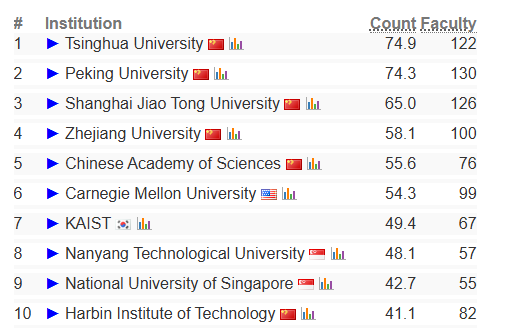 # Institution Count Faculty
1 ► Tsinghua University 74.9 122
2 ► Peking University 74.3 130
3 ► Shanghai Jiao Tong University 65.0 126
4 ► Zhejiang University 58.1 100
5 ► Chinese Academy of Sciences 55.6 76
6 ► Carnegie Mellon University 54.3 99
7 ► KAIST 49.4 67
8 ► Nanyang Technological University 48.1 57
9 ► National University of Singapore 42.7 55
10 ► Harbin Institute of Technology 41.1 82